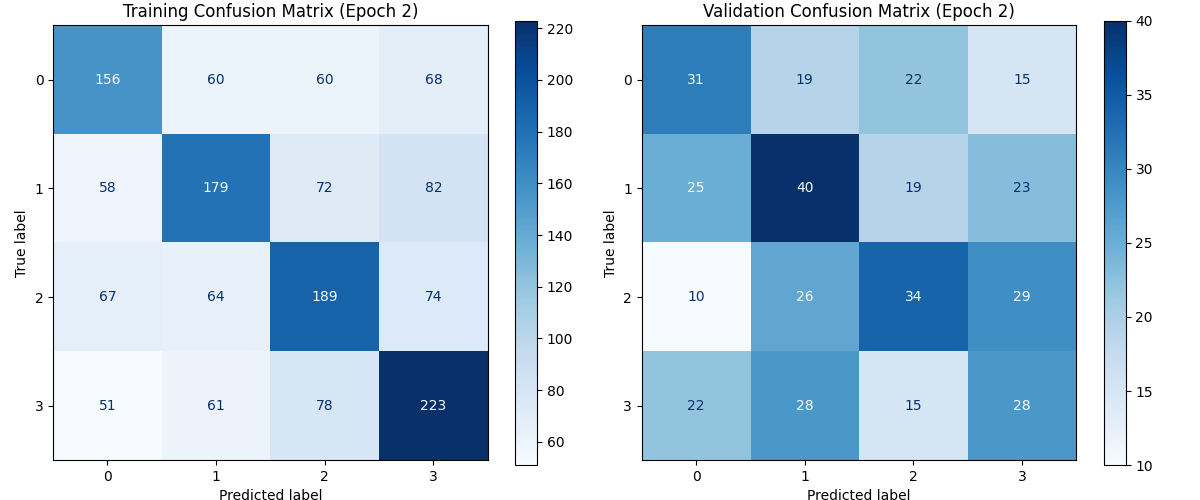 Training Confusion Matrix (Epoch 2)
0 156 60 60 68
1 58 179 72 82
2 67 64 189 74
3 51 61 78 223
0 1 2 3
Predicted label
True label
220
200
180
160
140
120
100
80
60
Validation Confusion Matrix (Epoch 2)
0 31 19 22 15
1 25 40 19 23
2 10 26 34 29
3 22 28 15 28
0 1 2 3
Predicted label
True label
40
35
30
25
20
15
10